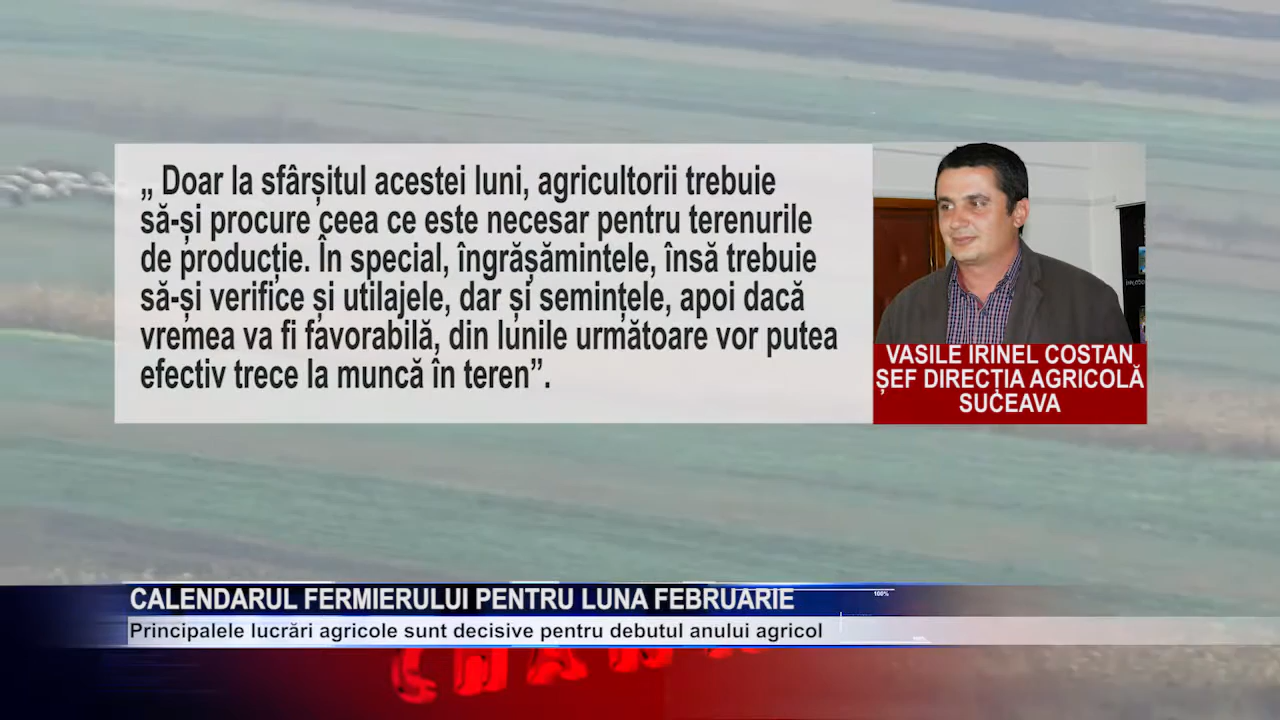 „ Doar la sfârșitul acestei luni, agricultorii trebuie
să-și procure ceea ce este necesar pentru terenurile
de producție. În special, îngrășămintele, însă trebuie
să-și verifice și utilajele, dar și semințele, apoi dacă
vremea va fi favorabilă, din lunile următoare vor putea
efectiv trece la muncă în teren”.
VASILE IRINEL COSTAN
ȘEF DIRECȚIA AGRICOLĂ
SUCEAVA
CALENDARUL FERMIERULUI PENTRU LUNA FEBRUARIE
100%
Principalele lucrări agricole sunt decisive pentru debutul anului agricol